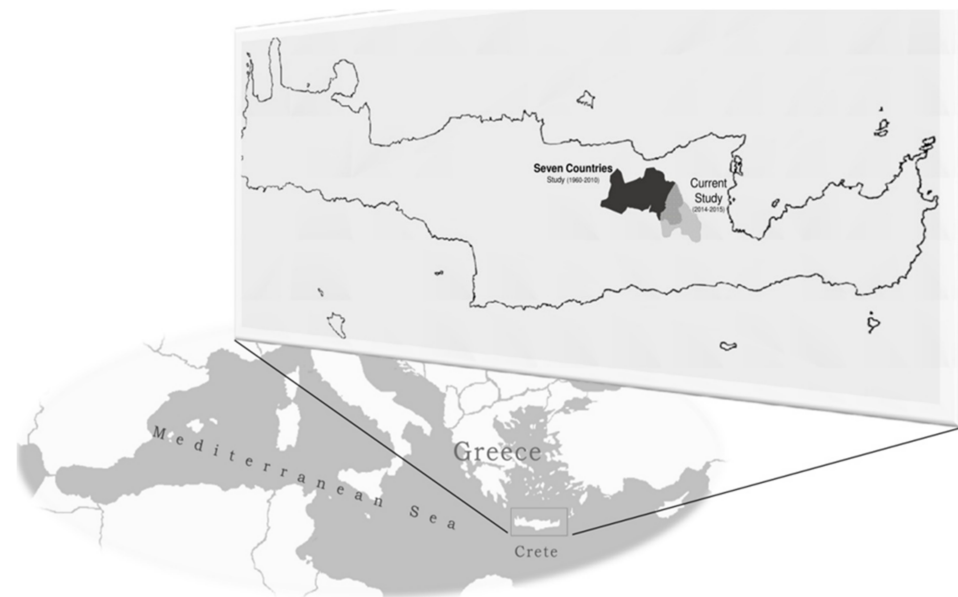 Seven Countries
Study (1960-2010)
Current
Study
(2014-2015)
Mediterranean Sea
Greece
Crete